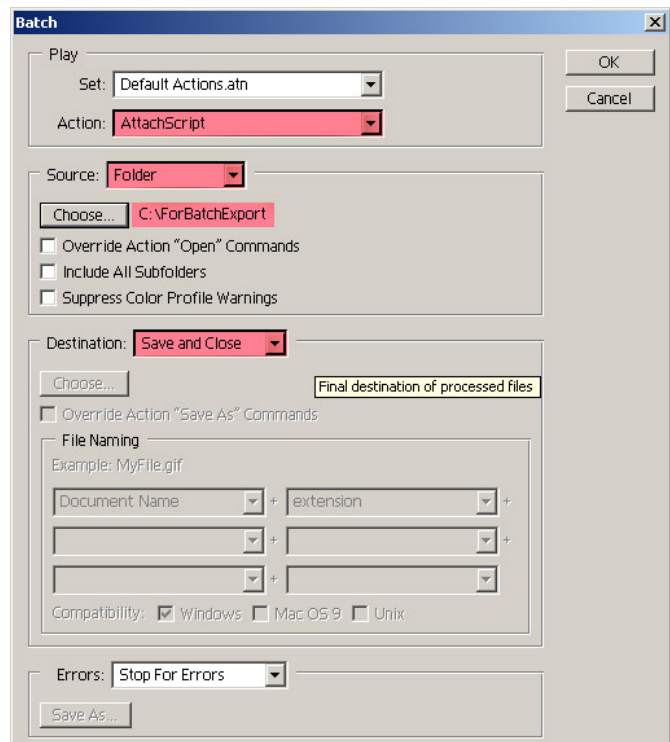 Batch
Play
OK
Set: Default Actions.atn
Cancel
Action: AttachScript
Source: Folder
Choose... C:\ForBatchExport
Override Action "Open" Commands
Include All Subfolders
Suppress Color Profile Warnings
Destination: Save and Close
Choose... Final destination of processed files
Override Action "Save As" Commands
File Naming
Example: MyFile.gif
Document Name + extension +
+ +
+
Compatibility: Windows Mac OS 9 Unix
Errors: Stop For Errors
Save As...